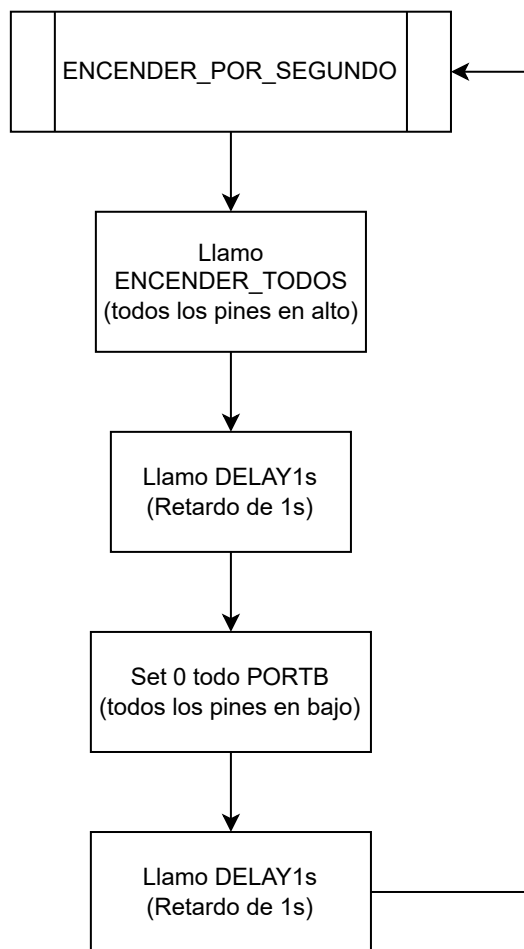 ENCENDER_POR_SEGUNDO
Llamo
ENCENDER_TODOS
(todos los pines en alto)
Llamo DELAY1s
(Retardo de 1s)
Set 0 todo PORTB
(todos los pines en bajo)
Llamo DELAY1s
(Retardo de 1s)